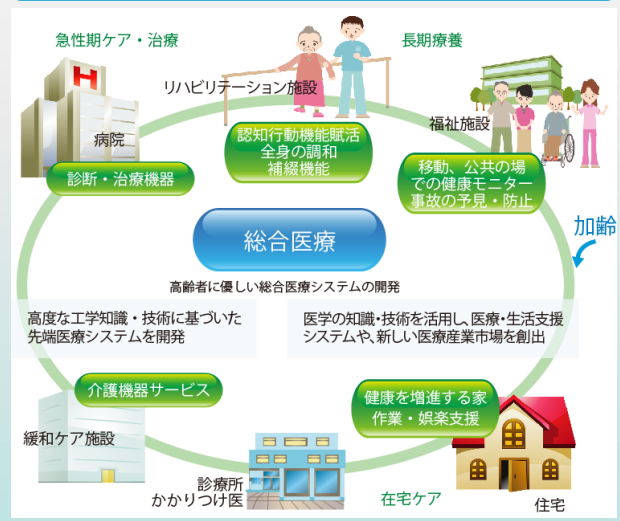 急性期ケア・治療
長期療養
リハビリテーション施設
H
病院
福祉施設
認知行動機能賦活
全身の調和
補綴機能
診断・治療機器
移動、公共の場
での健康モニター
事故の予見・防止
総合医療
加齢
高齢者に優しい総合医療システムの開発
高度な工学知識・技術に基づいた
先端医療システムを開発
医学の知識・技術を活用し、医療・生活支援
システムや、新しい医療産業市場を創出
介護機器サービス
健康を増進する家
作業・娯楽支援
緩和ケア施設
診療所
かかりつけ医
在宅ケア
住宅